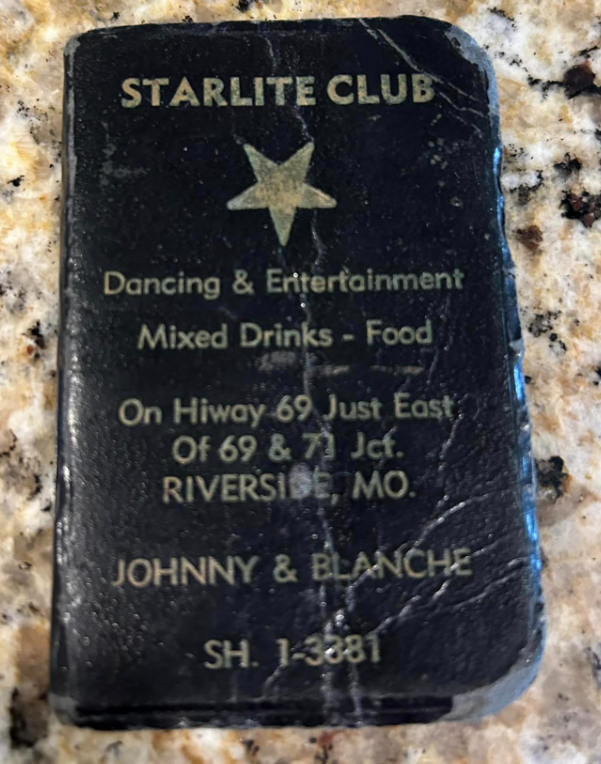 STARLITE CLUB
Dancing & Entertainment
Mixed Drinks - Food
On Hiway 69 Just East
Of 69 & 71 Jct.
RIVERSIDE, MO.
JOHNNY & BLANCHE
SH. 1-3381